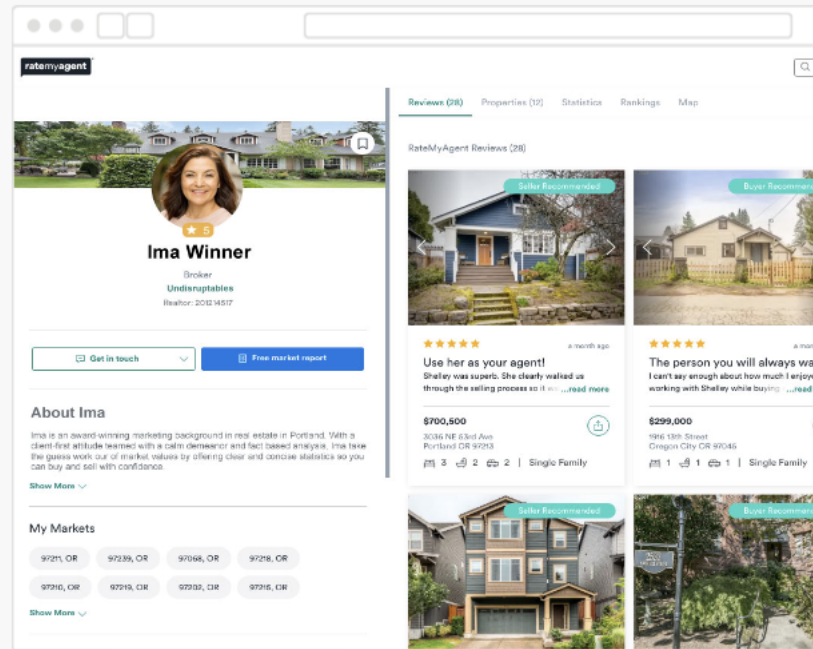 ratemyagent
5
Ima Winner
Broker
Undisruptables
Realtor: 201214517
Get in touch
Free market report
About Ima
Ima is an award-winning marketing background in real estate in Portland. With a
client-first attitude teamed with a calm demeanor and fact based analysis, Ima take
the guess work our of market values by offering clear and concise statistics so you
can buy and sell with confidence.
Show More
My Markets
97211, OR 97239, OR 97068, OR 97218, OR
97210, OR 97219, OR 97202, OR 97215, OR
Show More
Reviews (28) Properties (12) Statistics Rankings Map
RateMyAgent Reviews (28)
Seller Recommended
a month ago
Use her as your agent!
Shelley was superb. She clearly walked us
through the selling process so it ...read more
$700,500
3036 NE 63rd Ave
Portland OR 97213
3 2 2 | Single Family
Buyer Recommen
a mon
The person you will always wa
I can't say enough about how much I enjoye
working with Shelley while buying ...read
$299,000
1916 13th Street
Oregon City OR 97045
1 1 1 | Single Family
Seller Recommended
Buyer Recommen